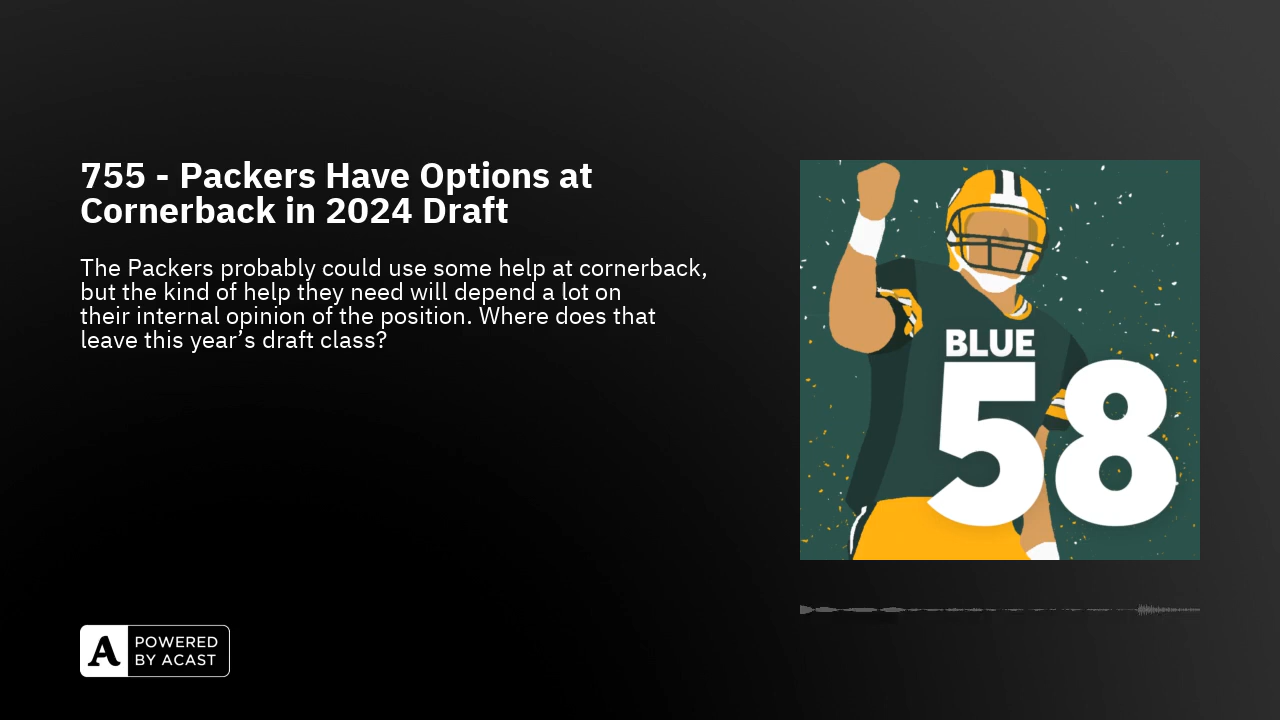 755 - Packers Have Options at
Cornerback in 2024 Draft
The Packers probably could use some help at cornerback,
but the kind of help they need will depend a lot on
their internal opinion of the position. Where does that
leave this year’s draft class?
BLUE
58
A
POWERED
BY ACAST